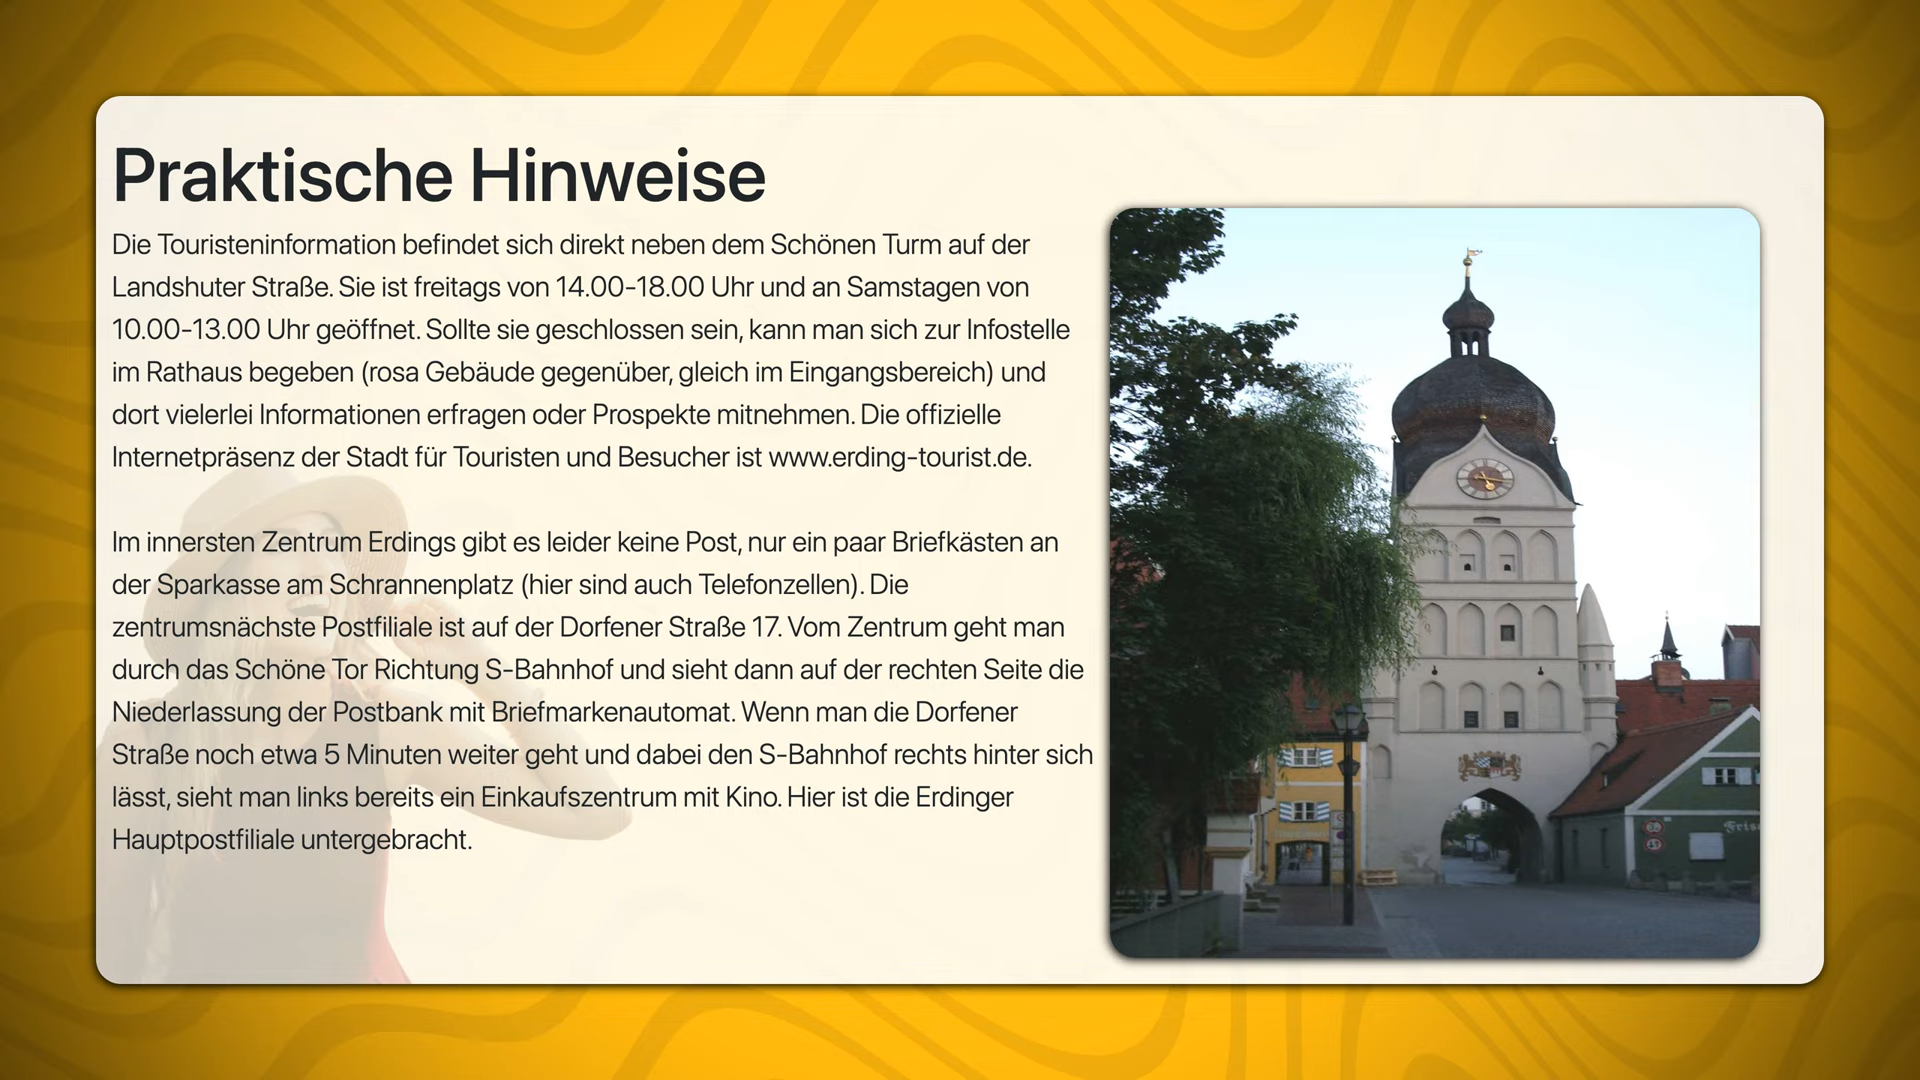 Praktische Hinweise
Die Touristeninformation befindet sich direkt neben dem Schönen Turm auf der
Landshuter Straße. Sie ist freitags von 14.00-18.00 Uhr und an Samstagen von
10.00-13.00 Uhr geöffnet. Sollte sie geschlossen sein, kann man sich zur Infostelle
im Rathaus begeben (rosa Gebäude gegenüber, gleich im Eingangsbereich) und
dort vielerlei Informationen erfragen oder Prospekte mitnehmen. Die offizielle
Internetpräsenz der Stadt für Touristen und Besucher ist www.erding-tourist.de.
Im innersten Zentrum Erdings gibt es leider keine Post, nur ein paar Briefkästen an
der Sparkasse am Schrannenplatz (hier sind auch Telefonzellen). Die
zentrumsnächste Postfiliale ist auf der Dorfener Straße 17. Vom Zentrum geht man
durch das Schöne Tor Richtung S-Bahnhof und sieht dann auf der rechten Seite die
Niederlassung der Postbank mit Briefmarkenautomat. Wenn man die Dorfener
Straße noch etwa 5 Minuten weiter geht und dabei den S-Bahnhof rechts hinter sich
lässt, sieht man links bereits ein Einkaufszentrum mit Kino. Hier ist die Erdinger
Hauptpostfiliale untergebracht.